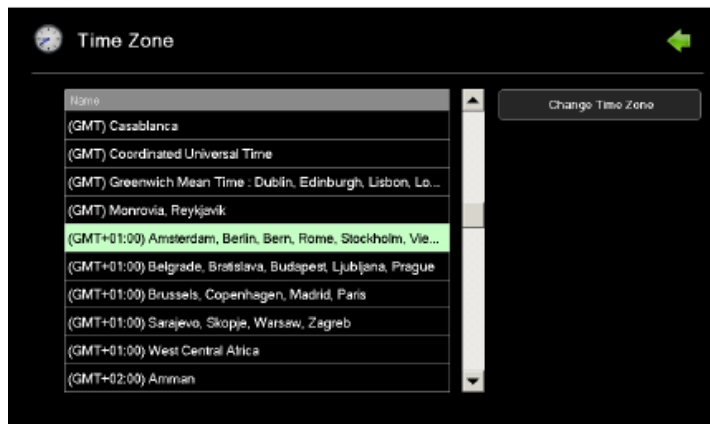 Time Zone
Name
Change Time Zone
(GMT) Casablanca
(GMT) Coordinated Universal Time
(GMT) Greenwich Mean Time : Dublin, Edinburgh, Lisbon, Lo...
(GMT) Monrovia, Reykjavik
(GMT+01:00) Amsterdam, Berlin, Bern, Rome, Stockholm, Vie...
(GMT+01:00) Belgrade, Bratislava, Budapest, Ljubljana, Prague
(GMT+01:00) Brussels, Copenhagen, Madrid, Paris
(GMT+01:00) Sarajevo, Skopje, Warsaw, Zagreb
(GMT+01:00) West Central Africa
(GMT+02:00) Amman